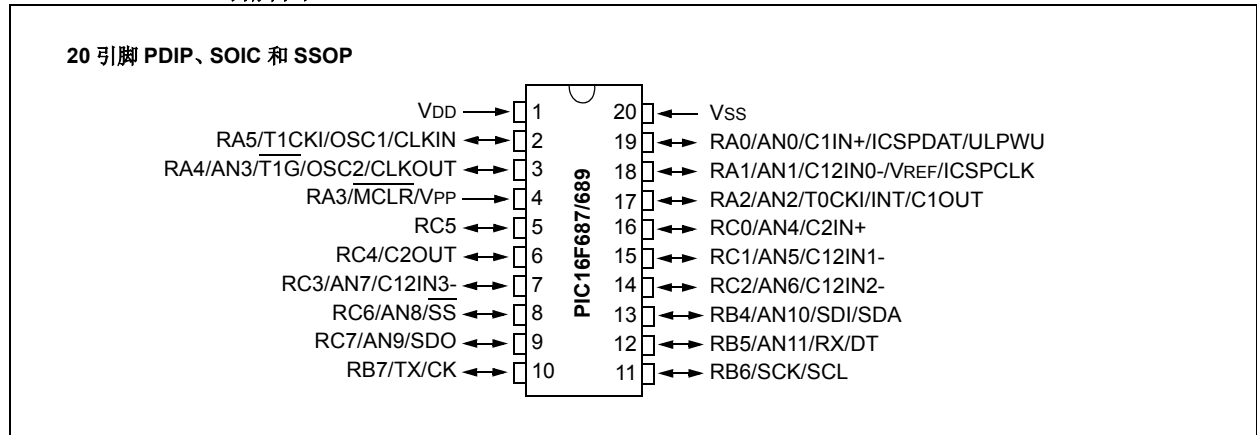 20 引脚 PDIP、SOIC 和 SSOP
VDD 1 20 VSS
RA5/T1CKI/OSC1/CLKIN 2 19 RA0/AN0/C1IN+/ICSPDAT/ULPWU
RA4/AN3/T1G/OSC2/CLKOUT 3 18 RA1/AN1/C12IN0-/VREF/ICSPCLK
RA3/MCLR/VPP 4 17 RA2/AN2/T0CKI/INT/C1OUT
RC5 5 16 RC0/AN4/C2IN+
RC4/C2OUT 6 15 RC1/AN5/C12IN1-
RC3/AN7/C12IN3- 7 14 RC2/AN6/C12IN2-
RC6/AN8/SS 8 13 RB4/AN10/SDI/SDA
RC7/AN9/SDO 9 12 RB5/AN11/RX/DT
RB7/TX/CK 10 11 RB6/SCK/SCL
PIC16F687/689